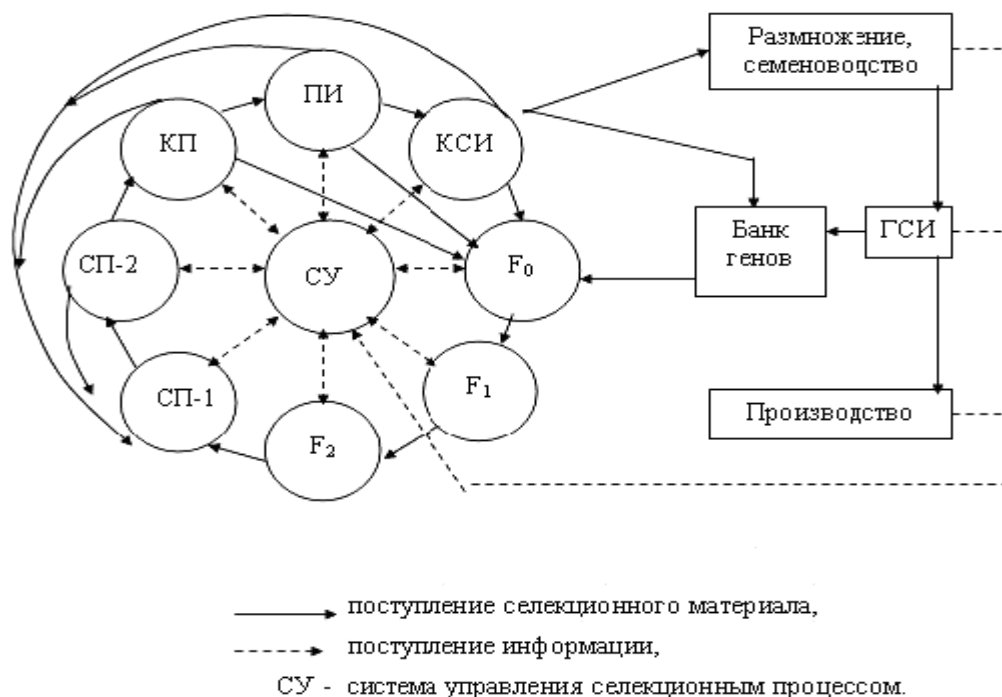 Размножение,
семеноводство
ПИ
КП
КСИ
Банк
генов
ГСИ
СП-2
СУ
F₀
СП-1
F₁
F₂
Производство
поступление селекционного материала,
поступление информации,
СУ - система управления селекционным процессом.